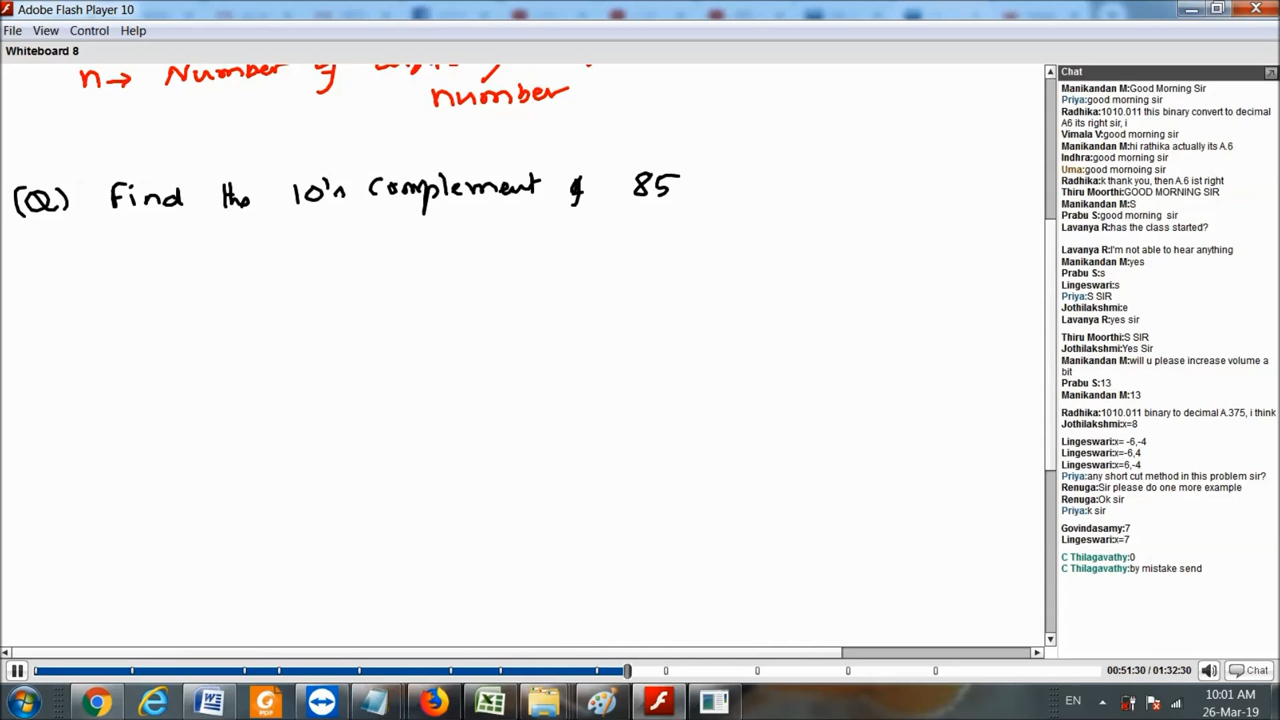 Adobe Flash Player 10
File View Control Help
Whiteboard 8
n → Number
number
(Q) Find the 10's Complement of 85
Chat
Manikandan M:Good Morning Sir
Priya:good morning sir
Radhika:1010.011 this binary convert to decimal
A6 its right sir, i
Vimala V:good morning sir
Manikandan M:hi rathika actually its A.6
Indhra:good morning sir
Uma:good mornoing sir
Radhika:k thank you, then A.6 ist right
Thiru Moorthi:GOOD MORNING SIR
Manikandan M:S
Prabu S:good morning sir
Lavanya R:has the class started?
Lavanya R:I'm not able to hear anything
Manikandan M:yes
Prabu S:s
Lingeswari:s
Priya:S SIR
Jothilakshmi:e
Lavanya R:yes sir
Thiru Moorthi:S SIR
Jothilakshmi:Yes Sir
Manikandan M:will u please increase volume a
bit
Prabu S:13
Manikandan M:13
Radhika:1010.011 binary to decimal A.375, i think
Jothilakshmi:x=8
Lingeswari:x= -6,-4
Lingeswari:x=-6,4
Lingeswari:x=6,-4
Priya:any short cut method in this problem sir?
Renuga:Sir please do one more example
Renuga:Ok sir
Priya:k sir
Govindasamy:7
Lingeswari:x=7
C Thilagavathy:0
C Thilagavathy:by mistake send
00:51:30 / 01:32:30
Chat
EN
10:01 AM
26-Mar-19